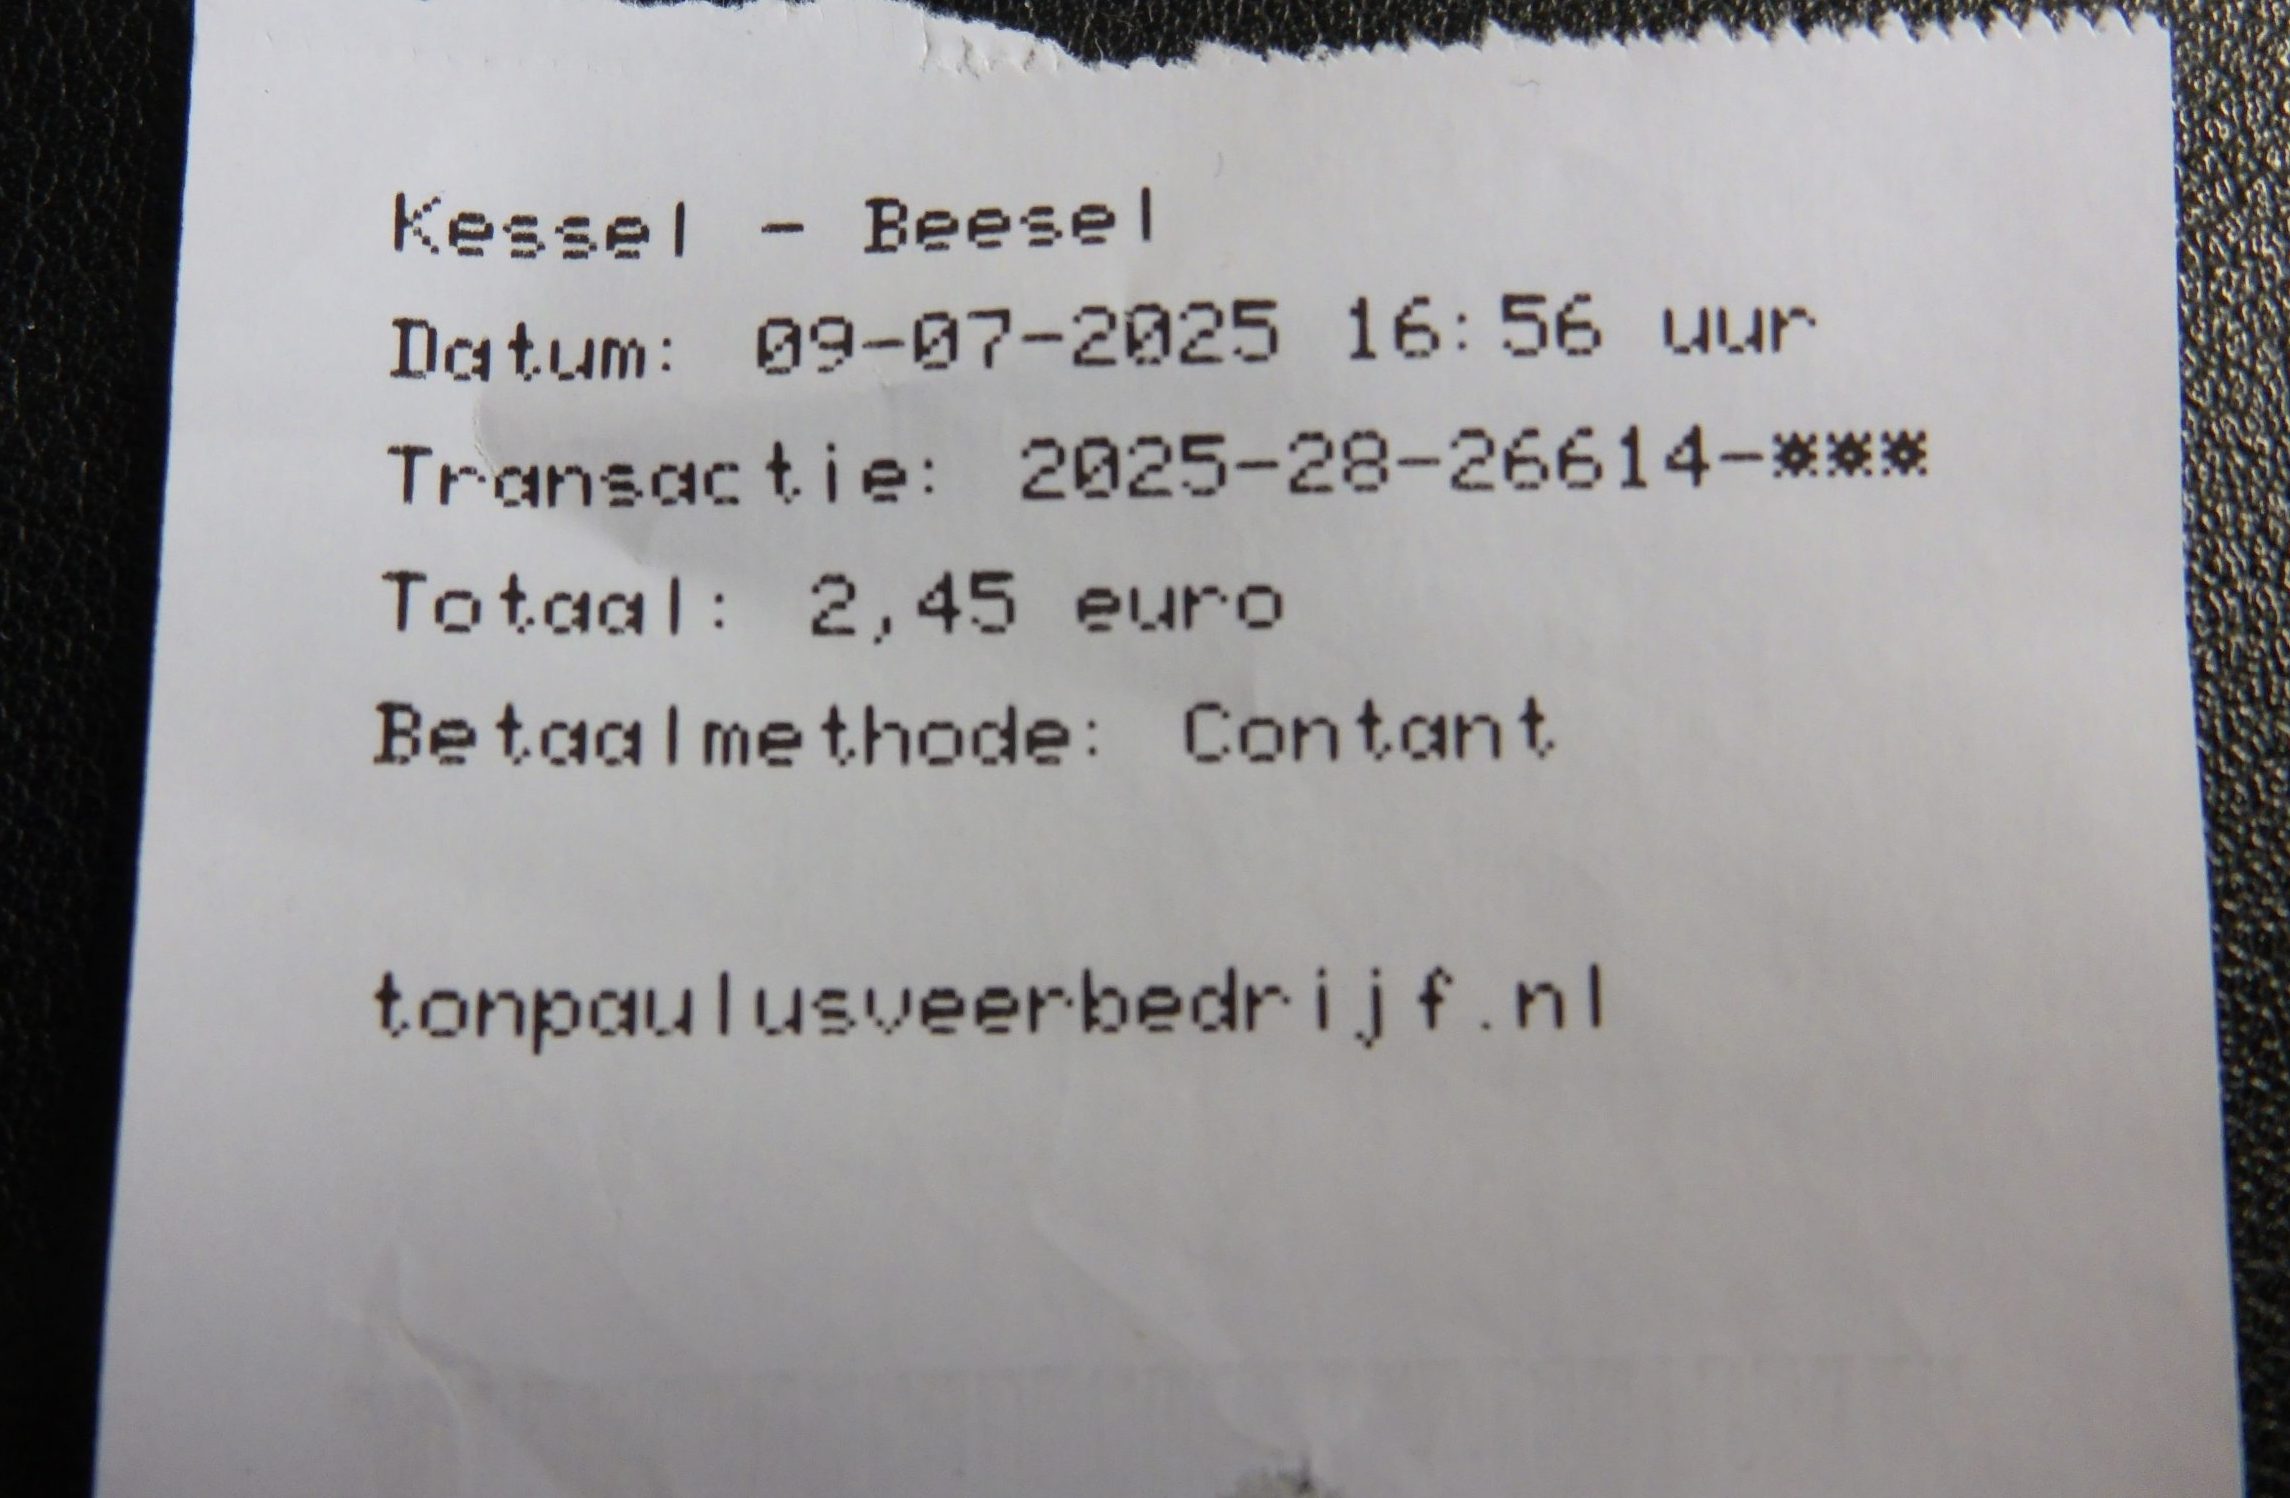 Kessel - Beesel
Datum: 09-07-2025 16:56 uur
Transactie: 2025-28-26614-***
Totaal: 2,45 euro
Betaalmethode: Contant
tonpaulusveerbedrijf.nl